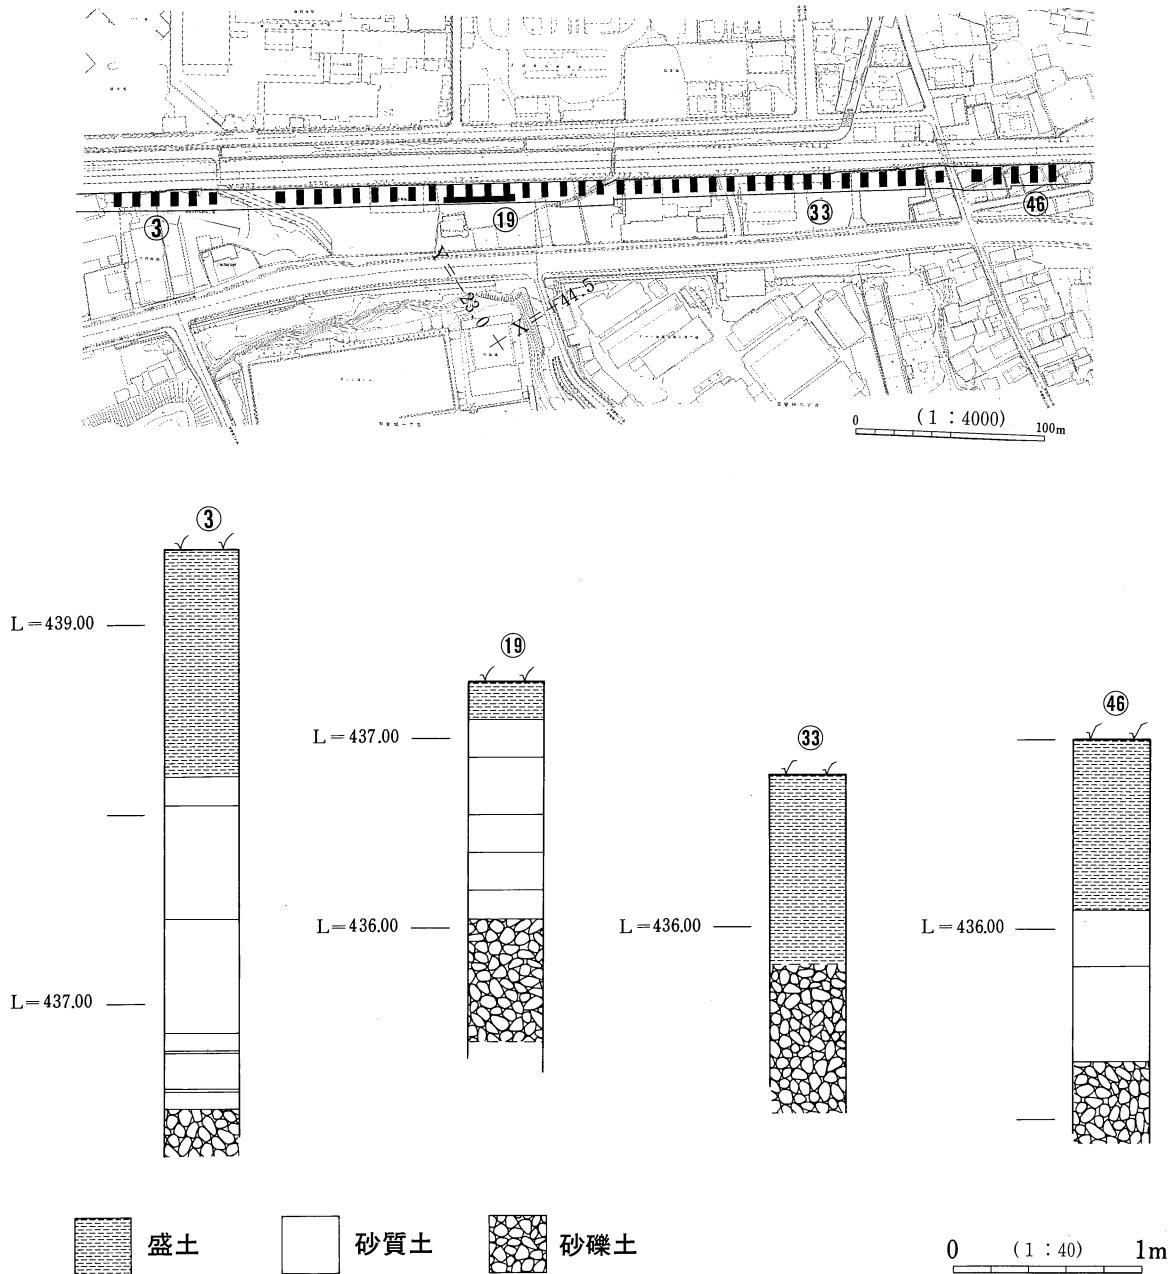 ③
⑲
㉝
㊻
Y=-23.0
X=-44.5
(1:4000)
0
100m
③
L=439.00
L=437.00
⑲
L=437.00
L=436.00
㉝
L=436.00
㊻
L=436.00
盛土
砂質土
砂礫土
0
(1:40)
1m